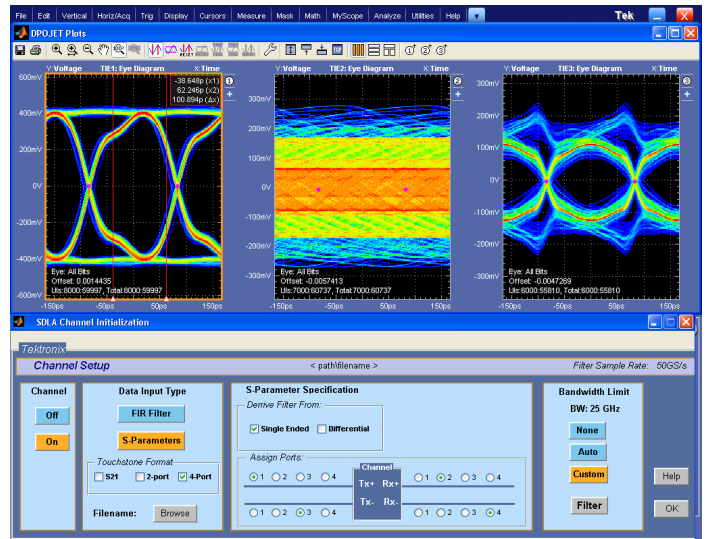 File Edit Vertical Horiz/Acq Trig Display Cursors Measure Mask Math MyScope Analyze Utilities Help Tek
DPOJET Plots
Y:Voltage TIE1: Eye Diagram X:Time
-38.648p (x1)
62.246p (x2)
100.894p (Δx)
600mV
400mV
200mV
0V
-200mV
-400mV
-600mV
Eye: All Bits
Offset: 0.0014435
UIs:8000:59997, Total:8000:59997
-150ps -50ps 50ps 150ps
1
+
Y:Voltage TIE2: Eye Diagram X:Time
300mV
200mV
100mV
0V
-100mV
-200mV
-300mV
Eye: All Bits
Offset: -0.0057413
UIs:7000:60737, Total:7000:60737
-150ps -50ps 50ps 150ps
2
+
Y:Voltage TIE3: Eye Diagram X:Time
300mV
200mV
100mV
0V
-100mV
-200mV
-300mV
Eye: All Bits
Offset: -0.0047269
UIs:6000:55810, Total:6000:55810
-150ps -50ps 50ps 150ps
3
+
SDLA Channel Initialization
Tektronix
Channel Setup < path\filename > Filter Sample Rate: 50GS/s
Channel
Off
On
Data Input Type
FIR Filter
S-Parameters
Touchstone Format
S21 2-port 4-Port
Filename: Browse
S-Parameter Specification
Derrive Filter From:
Single Ended Differential
Assign Ports:
Channel
1 2 3 4 Tx+ Rx+ 1 2 3 4
1 2 3 4 Tx- Rx- 1 2 3 4
Bandwidth Limit
BW: 25 GHz
None
Auto
Custom
Filter
Help
OK